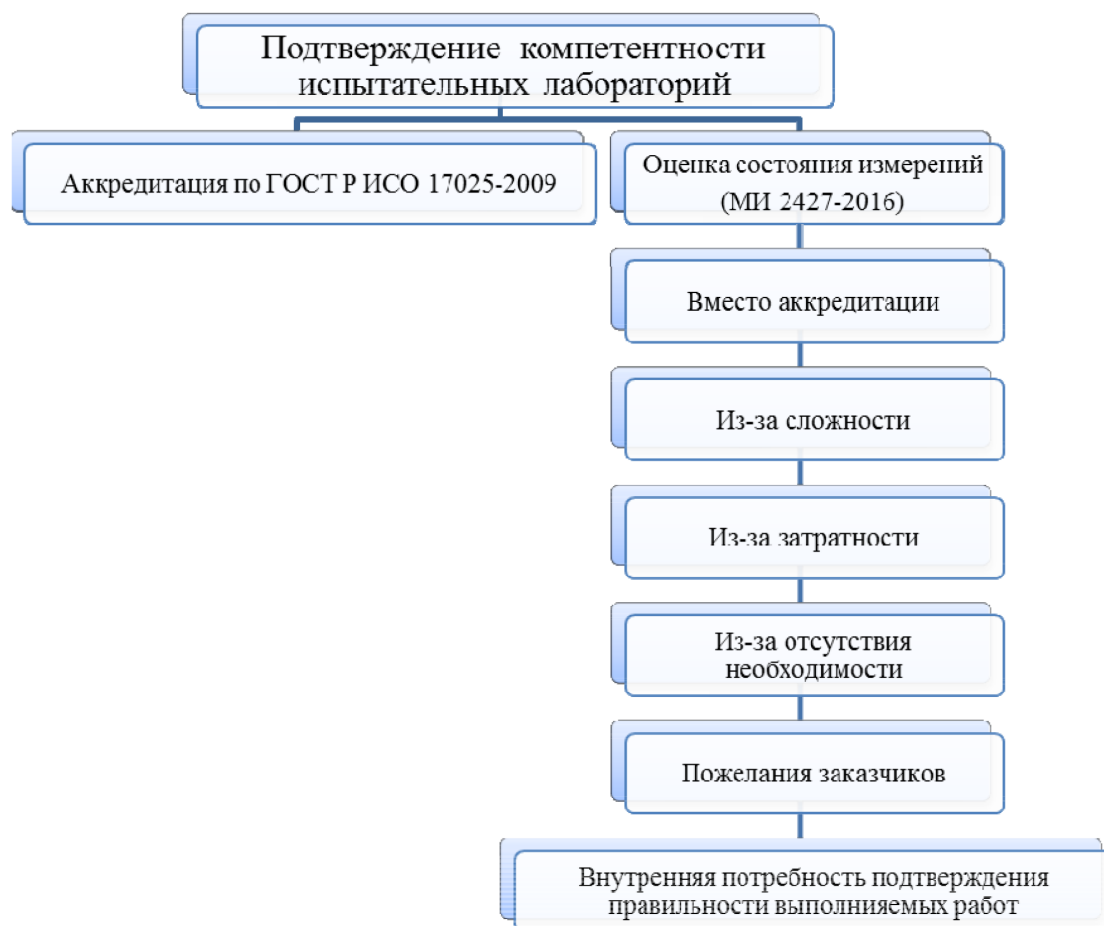 Подтверждение компетентности
испытательных лабораторий
Аккредитация по ГОСТ Р ИСО 17025-2009
Оценка состояния измерений
(МИ 2427-2016)
Вместо аккредитации
Из-за сложности
Из-за затратности
Из-за отсутствия
необходимости
Пожелания заказчиков
Внутренняя потребность подтверждения
правильности выполнияемых работ